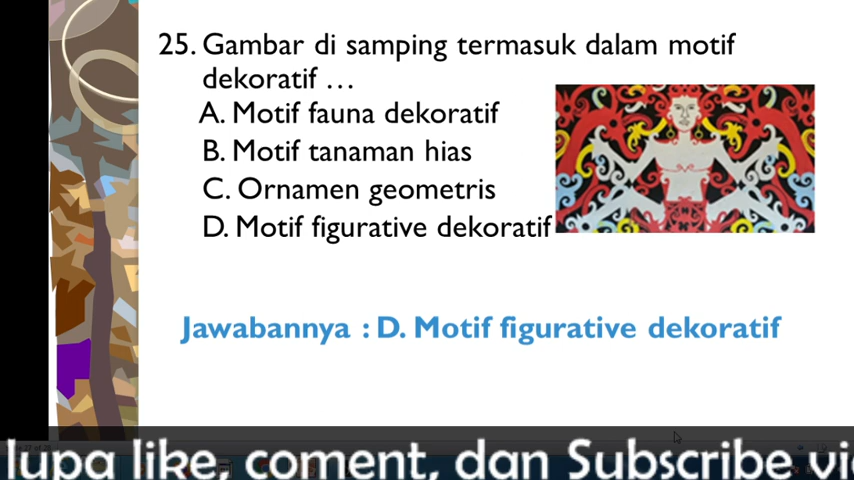 25. Gambar di samping termasuk dalam motif
dekoratif ...
A. Motif fauna dekoratif
B. Motif tanaman hias
C. Ornamen geometris
D. Motif figurative dekoratif
Jawabannya : D. Motif figurative dekoratif
lupa like, coment, dan Subscribe